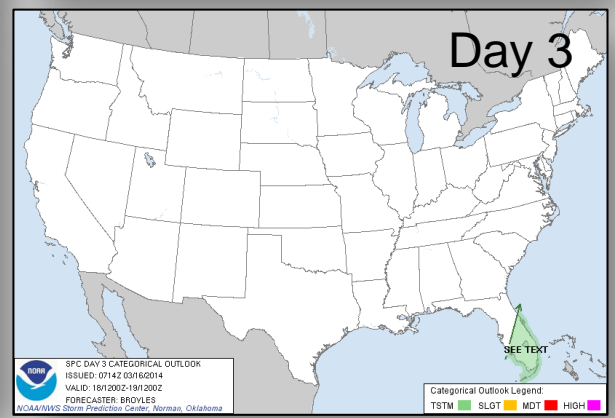 Day 3
SEE TEXT
NOAA
SPC DAY 3 CATEGORICAL OUTLOOK
ISSUED: 0714Z 03/16/2014
VALID: 18/1200Z-19/1200Z
FORECASTER: BROYLES
NOAA/NWS Storm Prediction Center, Norman, Oklahoma
Categorical Outlook Legend:
TSTM SLGT MDT HIGH